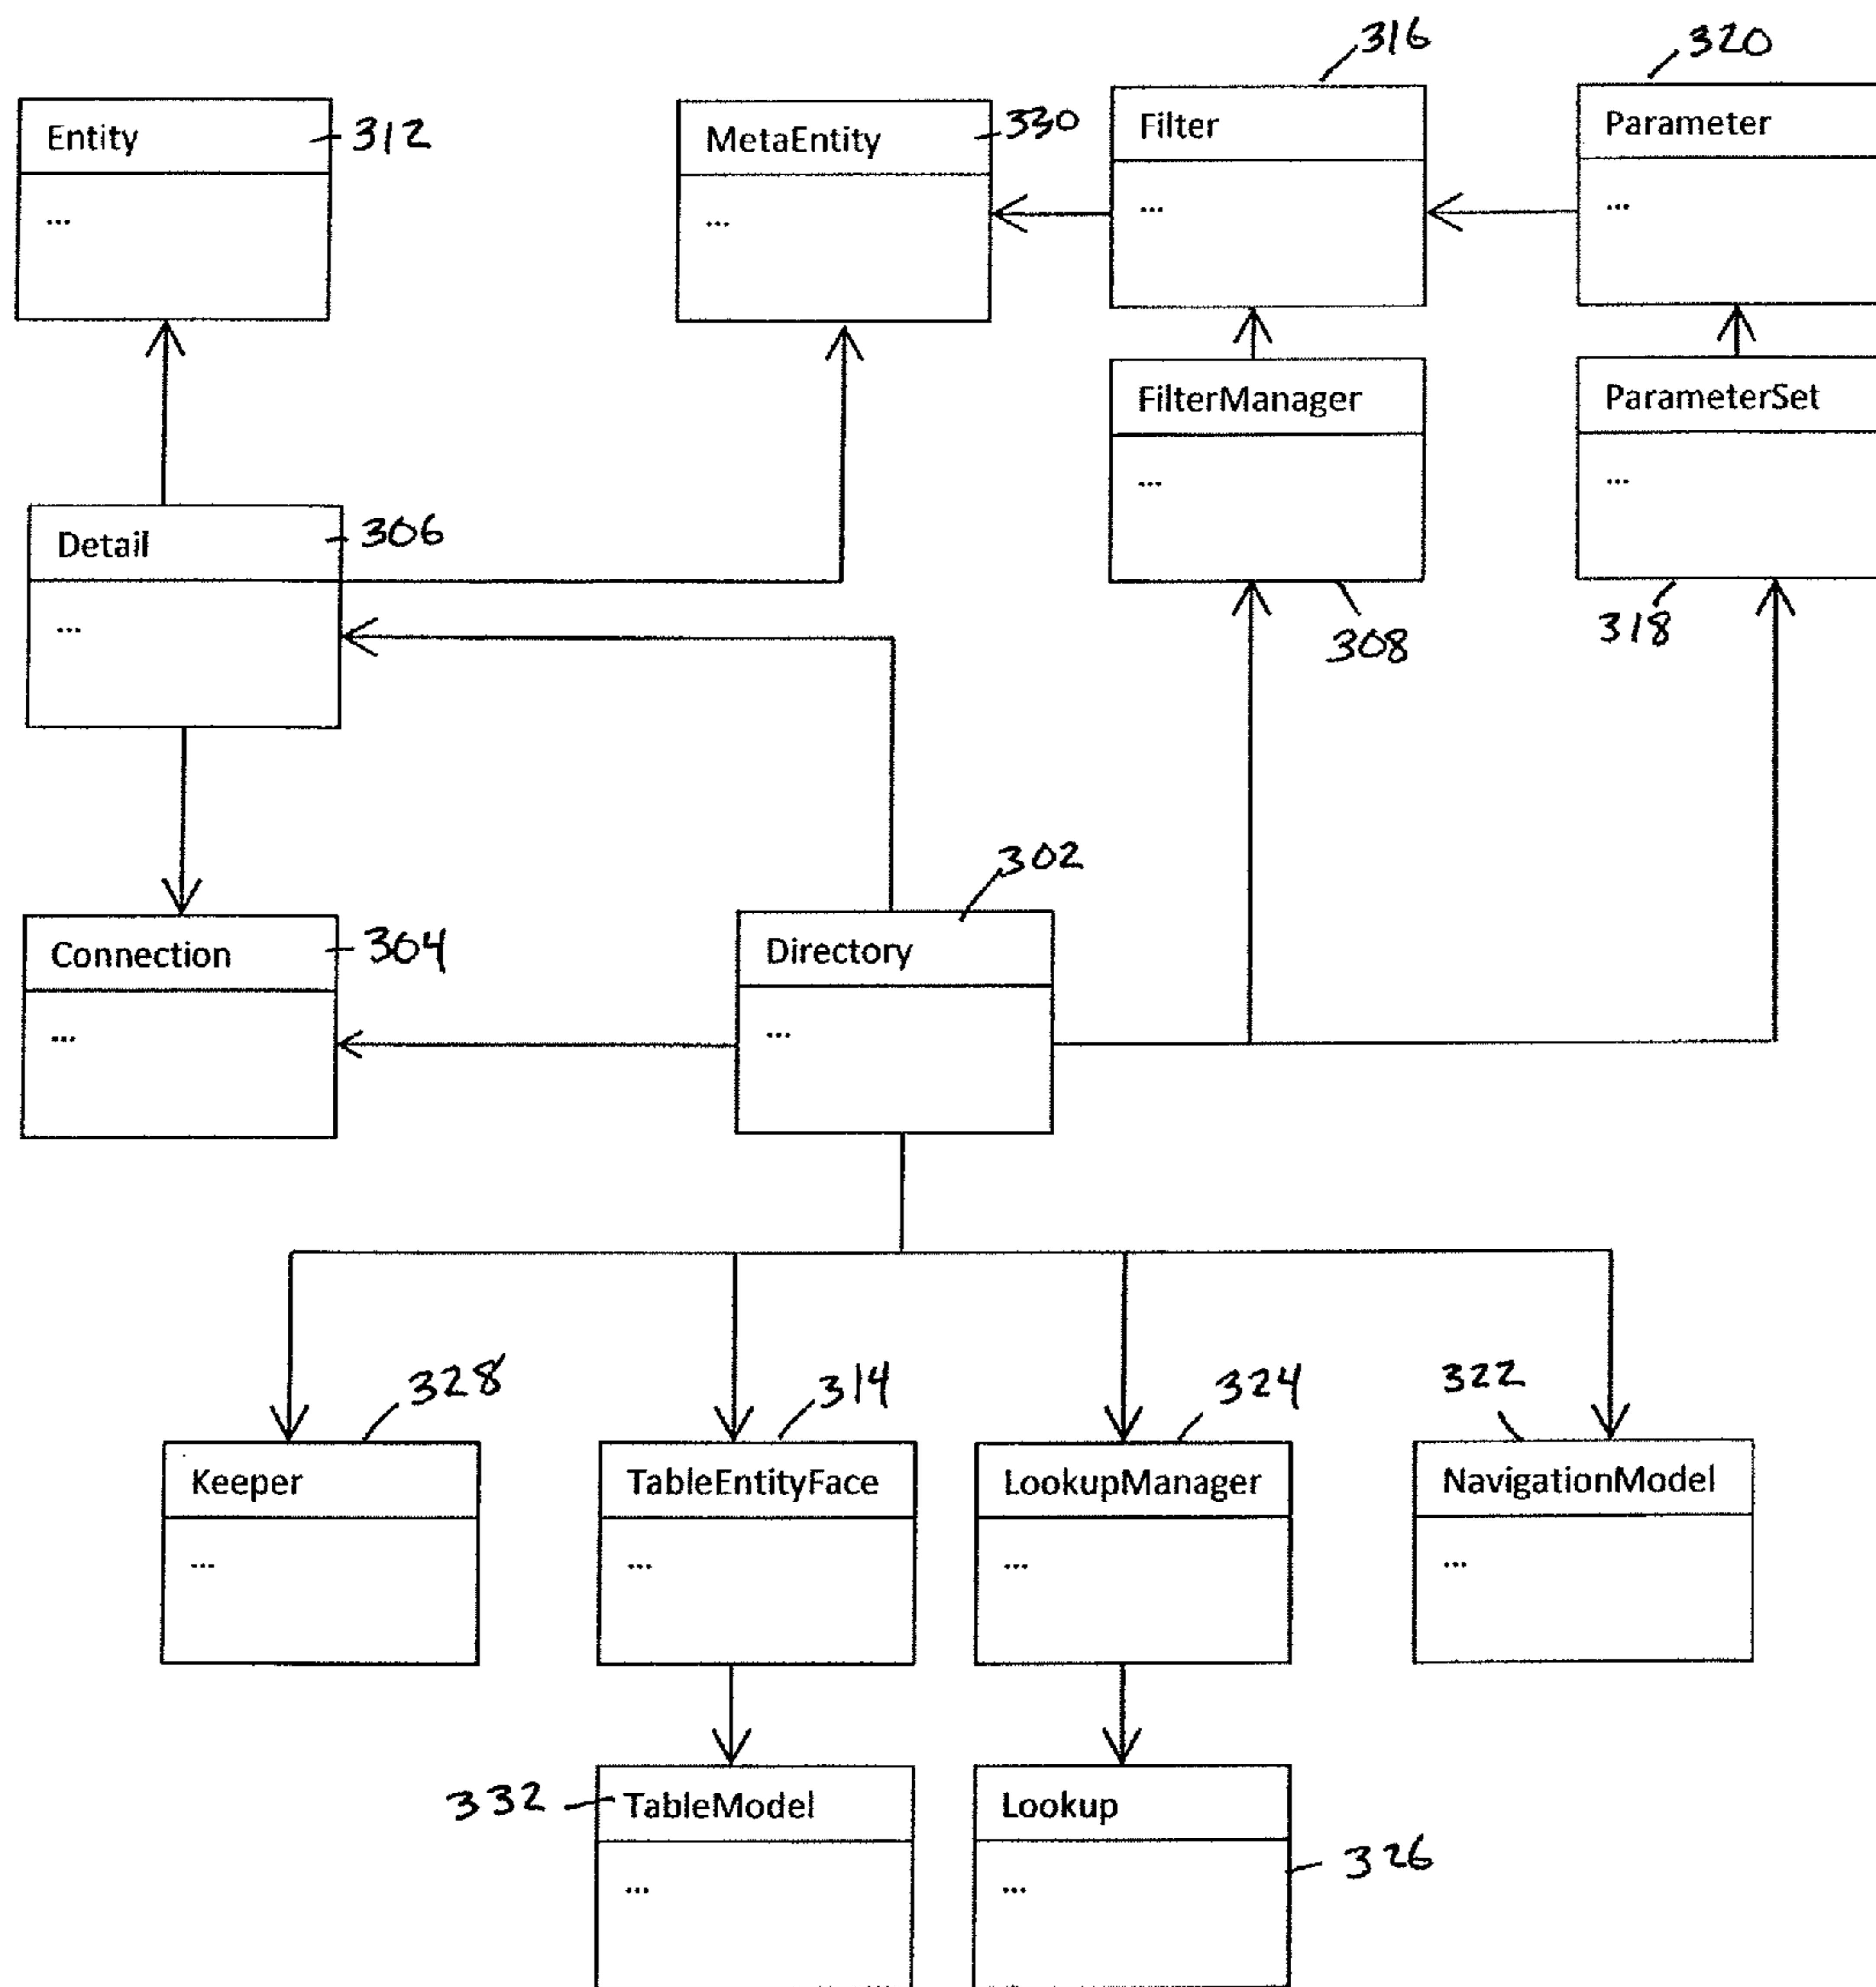 316
320
Entity
312
MetaEntity
330
Filter
Parameter
...
...
...
...
FilterManager
ParameterSet
...
...
Detail
306
...
308
318
302
Connection
304
Directory
...
...
328
314
324
322
Keeper
TableEntityFace
LookupManager
NavigationModel
...
...
...
...
332
TableModel
Lookup
326
...
...